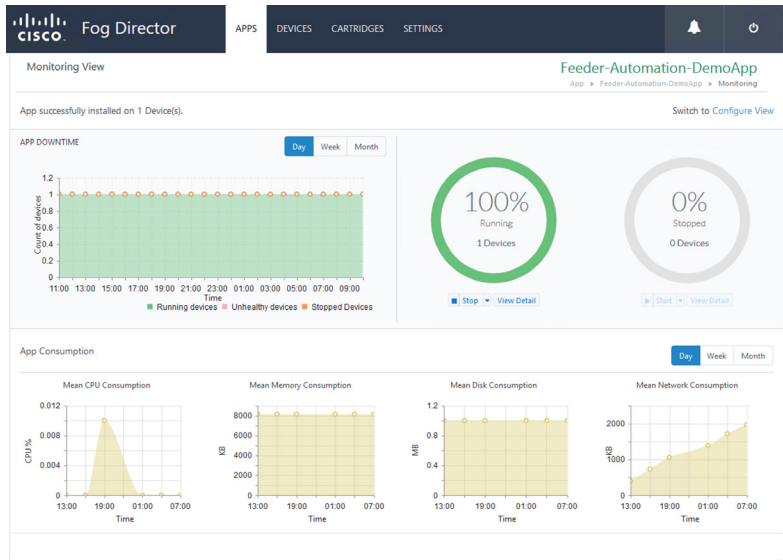 CISCO Fog Director APPS DEVICES CARTRIDGES SETTINGS
Monitoring View
Feeder-Automation-DemoApp
App > Feeder-Automation-DemoApp > Monitoring
App successfully installed on 1 Device(s).
Switch to Configure View
APP DOWNTIME
Day Week Month
Count of devices
1.2
1
0.8
0.6
0.4
0.2
0
11:00 13:00 15:00 17:00 19:00 21:00 23:00 01:00 03:00 05:00 07:00 09:00
Time
Running devices Unhealthy devices Stopped Devices
100%
Running
1 Devices
Stop View Detail
0%
Stopped
0 Devices
Start View Detail
App Consumption
Day Week Month
Mean CPU Consumption
CPU%
0.012
0.008
0.004
0
13:00 19:00 01:00 07:00
Time
Mean Memory Consumption
KB
8000
6000
4000
2000
0
13:00 19:00 01:00 07:00
Time
Mean Disk Consumption
MB
1.2
0.8
0.4
0
13:00 19:00 01:00 07:00
Time
Mean Network Consumption
KB
2000
1000
0
13:00 19:00 01:00 07:00
Time